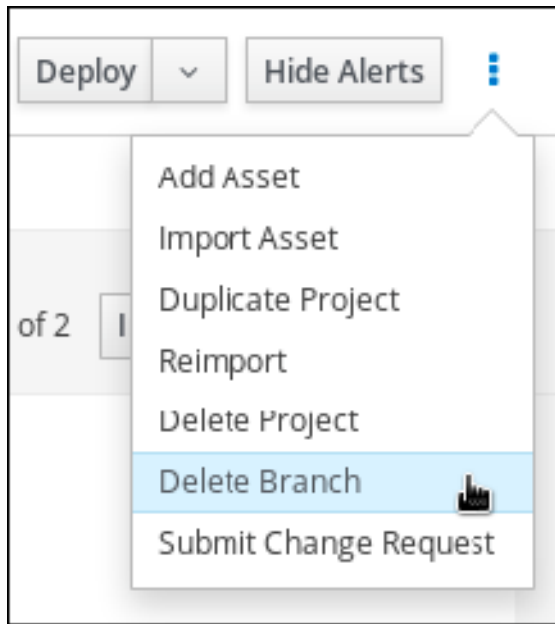 Deploy Hide Alerts
Add Asset
Import Asset
Duplicate Project
of 2
Reimport
Delete Project
Delete Branch
Submit Change Request